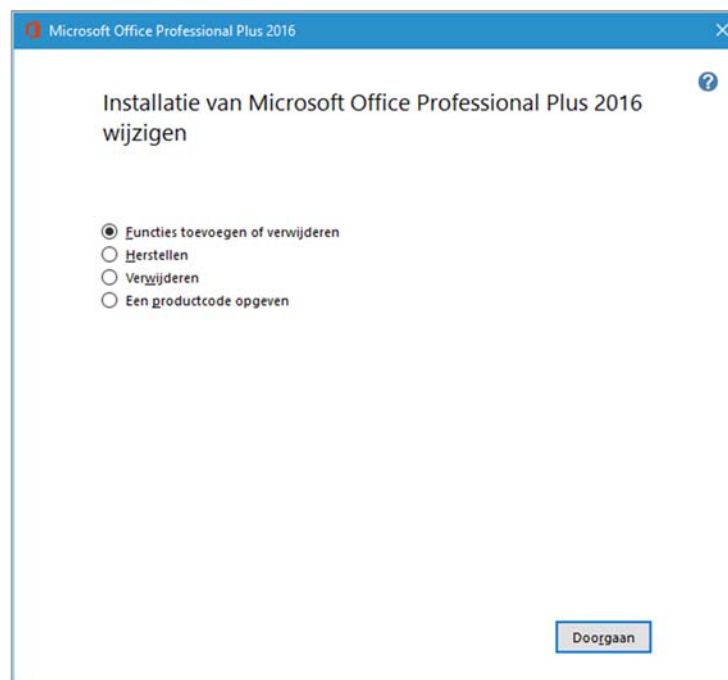 Microsoft Office Professional Plus 2016
?
Installatie van Microsoft Office Professional Plus 2016
wijzigen
Functies toevoegen of verwijderen
Herstellen
Verwijderen
Een productcode opgeven
Doorgaan